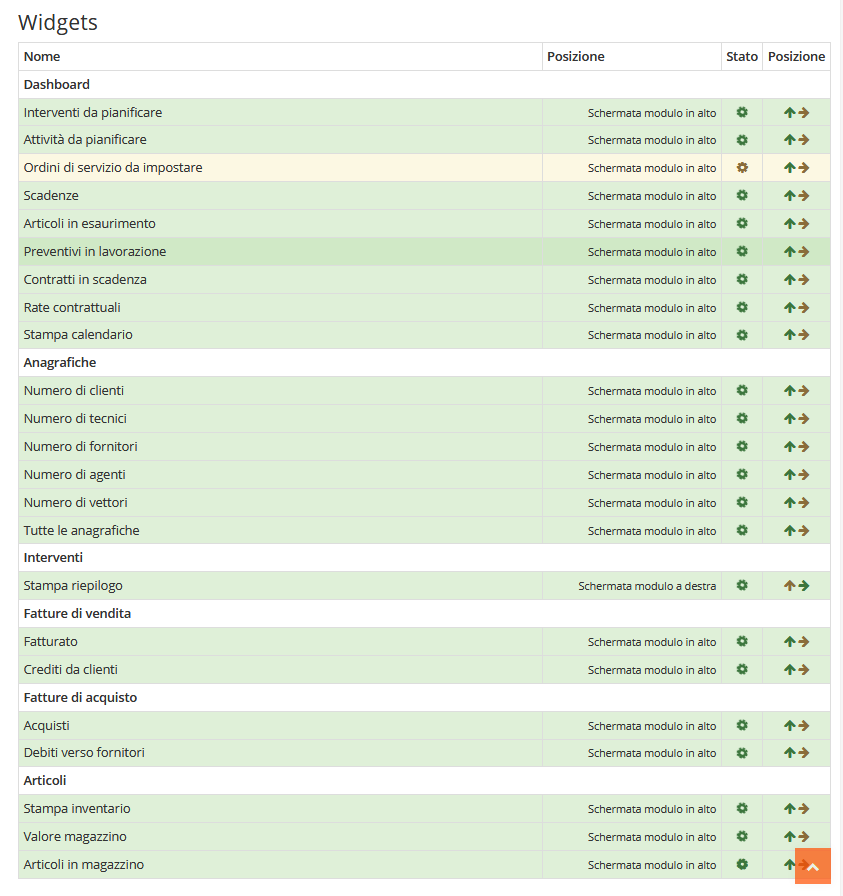 Widgets
Nome Posizione Stato Posizione
Dashboard
Interventi da pianificare Schermata modulo in alto
Attività da pianificare Schermata modulo in alto
Ordini di servizio da impostare Schermata modulo in alto
Scadenze Schermata modulo in alto
Articoli in esaurimento Schermata modulo in alto
Preventivi in lavorazione Schermata modulo in alto
Contratti in scadenza Schermata modulo in alto
Rate contrattuali Schermata modulo in alto
Stampa calendario Schermata modulo in alto
Anagrafiche
Numero di clienti Schermata modulo in alto
Numero di tecnici Schermata modulo in alto
Numero di fornitori Schermata modulo in alto
Numero di agenti Schermata modulo in alto
Numero di vettori Schermata modulo in alto
Tutte le anagrafiche Schermata modulo in alto
Interventi
Stampa riepilogo Schermata modulo a destra
Fatture di vendita
Fatturato Schermata modulo in alto
Crediti da clienti Schermata modulo in alto
Fatture di acquisto
Acquisti Schermata modulo in alto
Debiti verso fornitori Schermata modulo in alto
Articoli
Stampa inventario Schermata modulo in alto
Valore magazzino Schermata modulo in alto
Articoli in magazzino Schermata modulo in alto